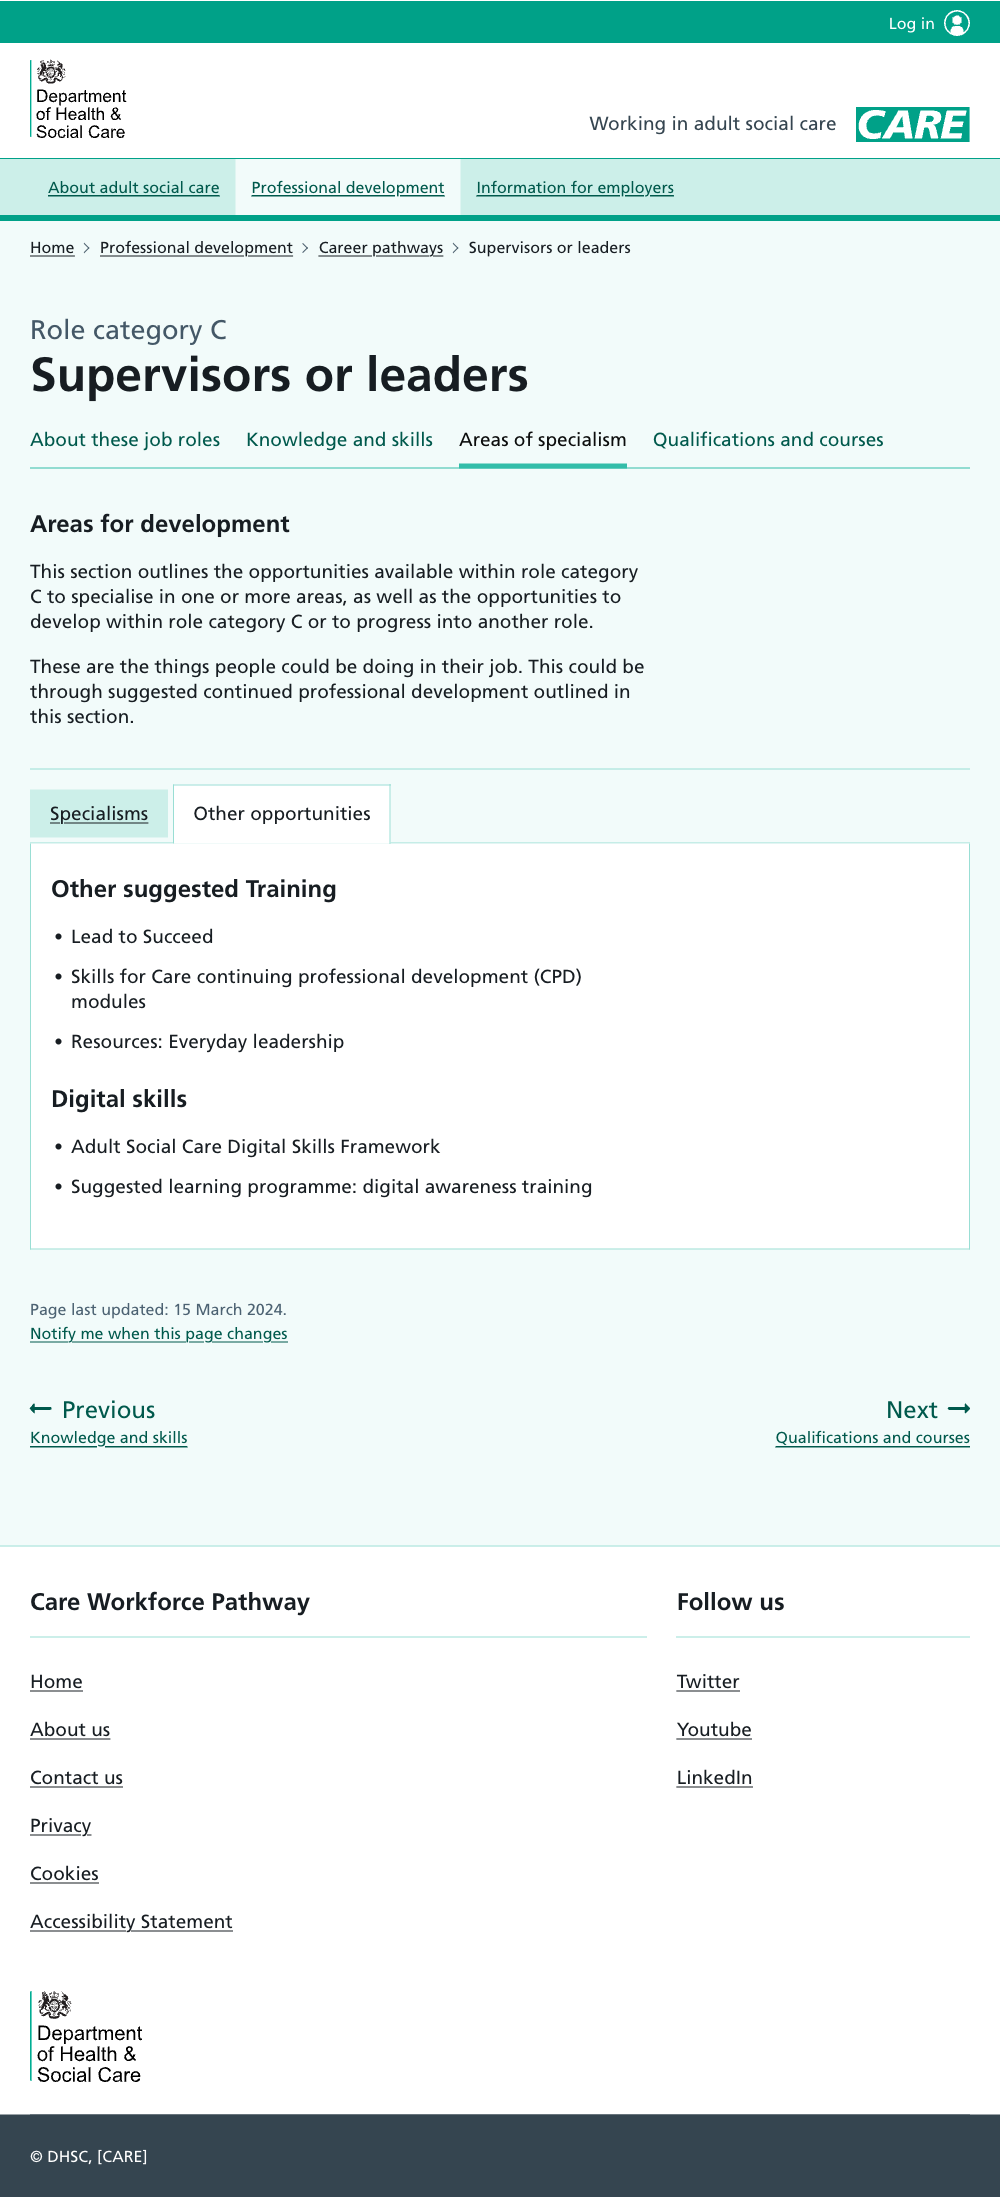 Log in
Department
of Health &
Social Care
Working in adult social care CARE
About adult social care Professional development Information for employers
Home Professional development Career pathways Supervisors or leaders
Role category C
Supervisors or leaders
About these job roles Knowledge and skills Areas of specialism Qualifications and courses
Areas for development
This section outlines the opportunities available within role category
C to specialise in one or more areas, as well as the opportunities to
develop within role category C or to progress into another role.
These are the things people could be doing in their job. This could be
through suggested continued professional development outlined in
this section.
Specialisms Other opportunities
Other suggested Training
• Lead to Succeed
• Skills for Care continuing professional development (CPD)
modules
• Resources: Everyday leadership
Digital skills
• Adult Social Care Digital Skills Framework
• Suggested learning programme: digital awareness training
Page last updated: 15 March 2024.
Notify me when this page changes
Previous
Knowledge and skills
Next
Qualifications and courses
Care Workforce Pathway
Home
About us
Contact us
Privacy
Cookies
Accessibility Statement
Follow us
Twitter
Youtube
LinkedIn
Department
of Health &
Social Care
© DHSC, [CARE]